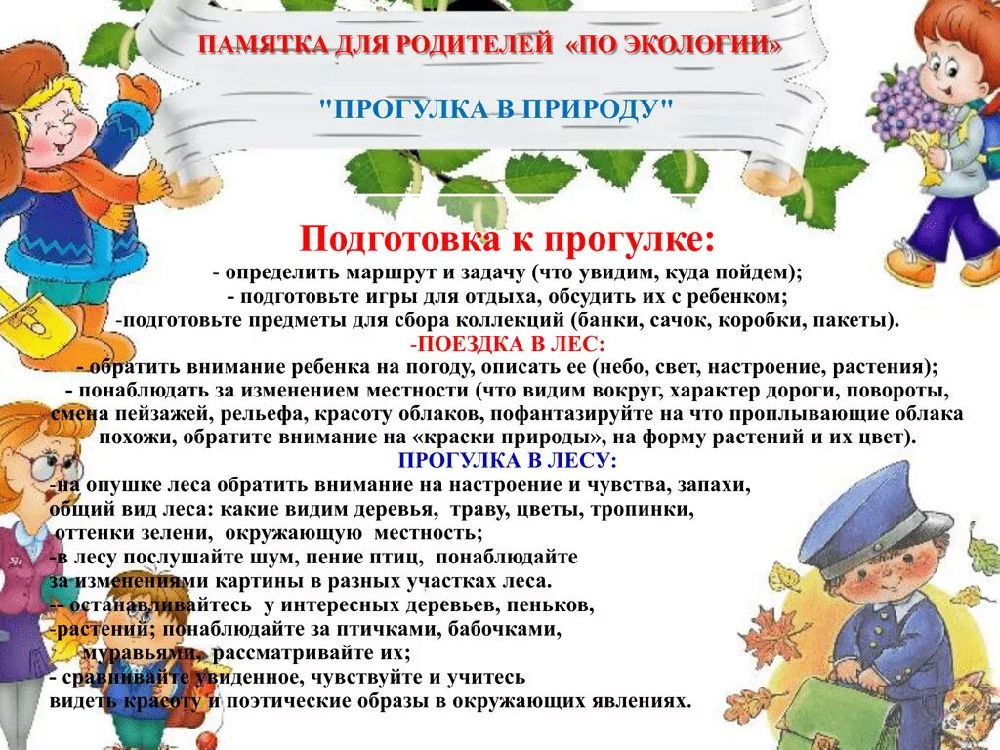 ПАМЯТКА ДЛЯ РОДИТЕЛЕЙ «ПО ЭКОЛОГИИ»
"ПРОГУЛКА В ПРИРОДУ"
Подготовка к прогулке:
- определить маршрут и задачу (что увидим, куда пойдем);
- подготовьте игры для отдыха, обсудить их с ребенком;
-подготовьте предметы для сбора коллекций (банки, сачок, коробки, пакеты).
-ПОЕЗДКА В ЛЕС:
- обратить внимание ребенка на погоду, описать ее (небо, свет, настроение, растения);
- понаблюдать за изменением местности (что видим вокруг, характер дороги, повороты,
смена пейзажей, рельефа, красоту облаков, пофантазируйте на что проплывающие облака
похожи, обратите внимание на «краски природы», на форму растений и их цвет).
ПРОГУЛКА В ЛЕСУ:
-на опушке леса обратить внимание на настроение и чувства, запахи,
общий вид леса: какие видим деревья, траву, цветы, тропинки,
оттенки зелени, окружающую местность;
-в лесу послушайте шум, пение птиц, понаблюдайте
за изменениями картины в разных участках леса.
-- останавливайтесь у интересных деревьев, пеньков,
-растений; понаблюдайте за птичками, бабочками,
муравьями, рассматривайте их;
- сравнивайте увиденное, чувствуйте и учитесь
видеть красоту и поэтические образы в окружающих явлениях.